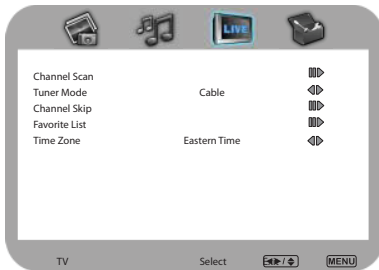 LIVE
Channel Scan
Tuner Mode Cable
Channel Skip
Favorite List
Time Zone Eastern Time
TV Select / MENU